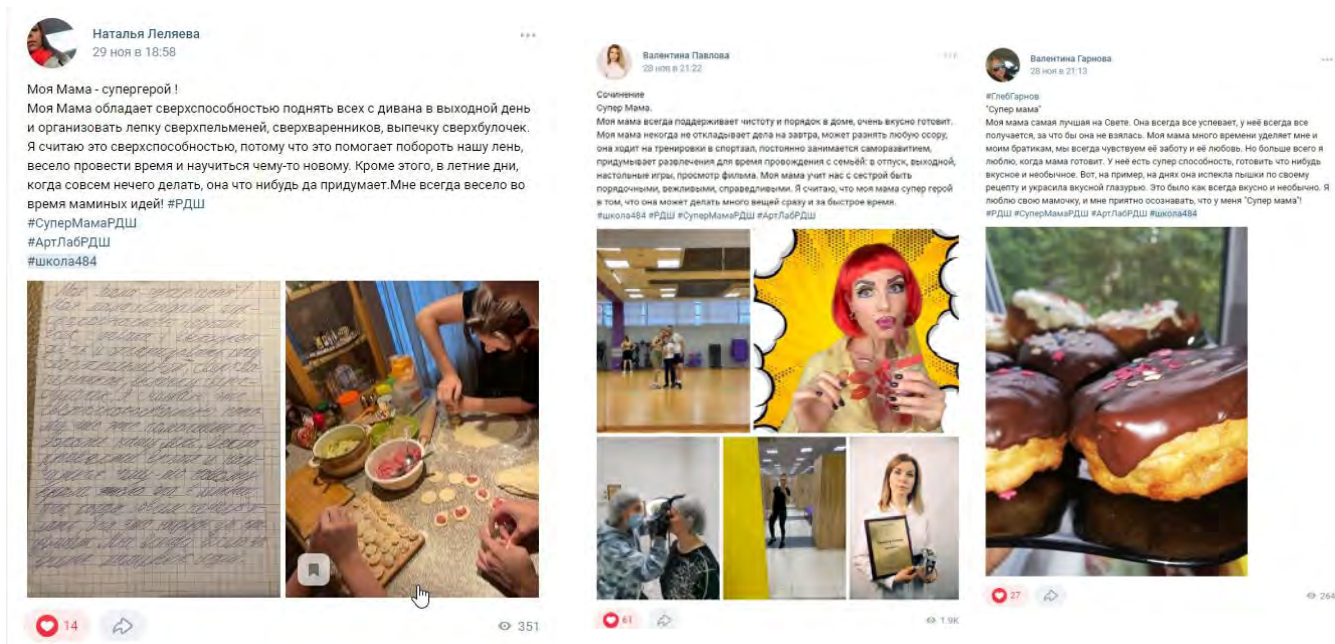 Наталья Леляева
29 ноя в 18:58
Моя Мама - супергерой !
Моя Мама обладает сверхспособностью поднять всех с дивана в выходной день
и организовать лепку сверхпельменей, сверхваренников, выпечку сверхбулочек.
Я считаю это сверхспособностью, потому что это помогает побороть нашу лень,
весело провести время и научиться чему-то новому. Кроме этого, в летние дни,
когда совсем нечего делать, она что нибудь да придумает.Мне всегда весело во
время маминых идей! #РДШ
#СуперМамаРДШ
#АртЛабРДШ
#школа484
14
351
Валентина Павлова
28 ноя в 21:22
Сочинение
Супер Мама.
Моя мама всегда поддерживает чистоту и порядок в доме, очень вкусно готовит.
Моя мама некогда не откладывает дела на завтра, может разнять любую ссору,
она ходит на тренировки в спортзал, постоянно занимается саморазвитием,
придумывает развлечения для время провождения с семьёй: в отпуск, выходной,
настольные игры, просмотр фильма. Моя мама учит нас с сестрой быть
порядочными, вежливыми, справедливыми. Я считаю, что моя мама супер герой
в том, что она может делать много вещей сразу и за быстрое время.
#школа484 #РДШ #СуперМамаРДШ #АртЛабРДШ
61
1.9K
Валентина Гарнова
28 ноя в 21:13
#ГлебГарнов
"Супер мама"
Моя мама самая лучшая на Свете. Она всегда все успевает, у неё всегда все
получается, за что бы она не взялась. Моя мама много времени уделяет мне и
моим братикам, мы всегда чувствуем её заботу и её любовь. Но больше всего я
люблю, когда мама готовит. У неё есть супер способность, готовить что нибудь
вкусное и необычное. Вот, на пример, на днях она испекла пышки по своему
рецепту и украсила вкусной глазурью. Это было как всегда вкусно и необычно. Я
люблю свою мамочку, и мне приятно осознавать, что у меня "Супер мама"!
#РДШ #СуперМамаРДШ #АртЛабРДШ #школа484
27
264